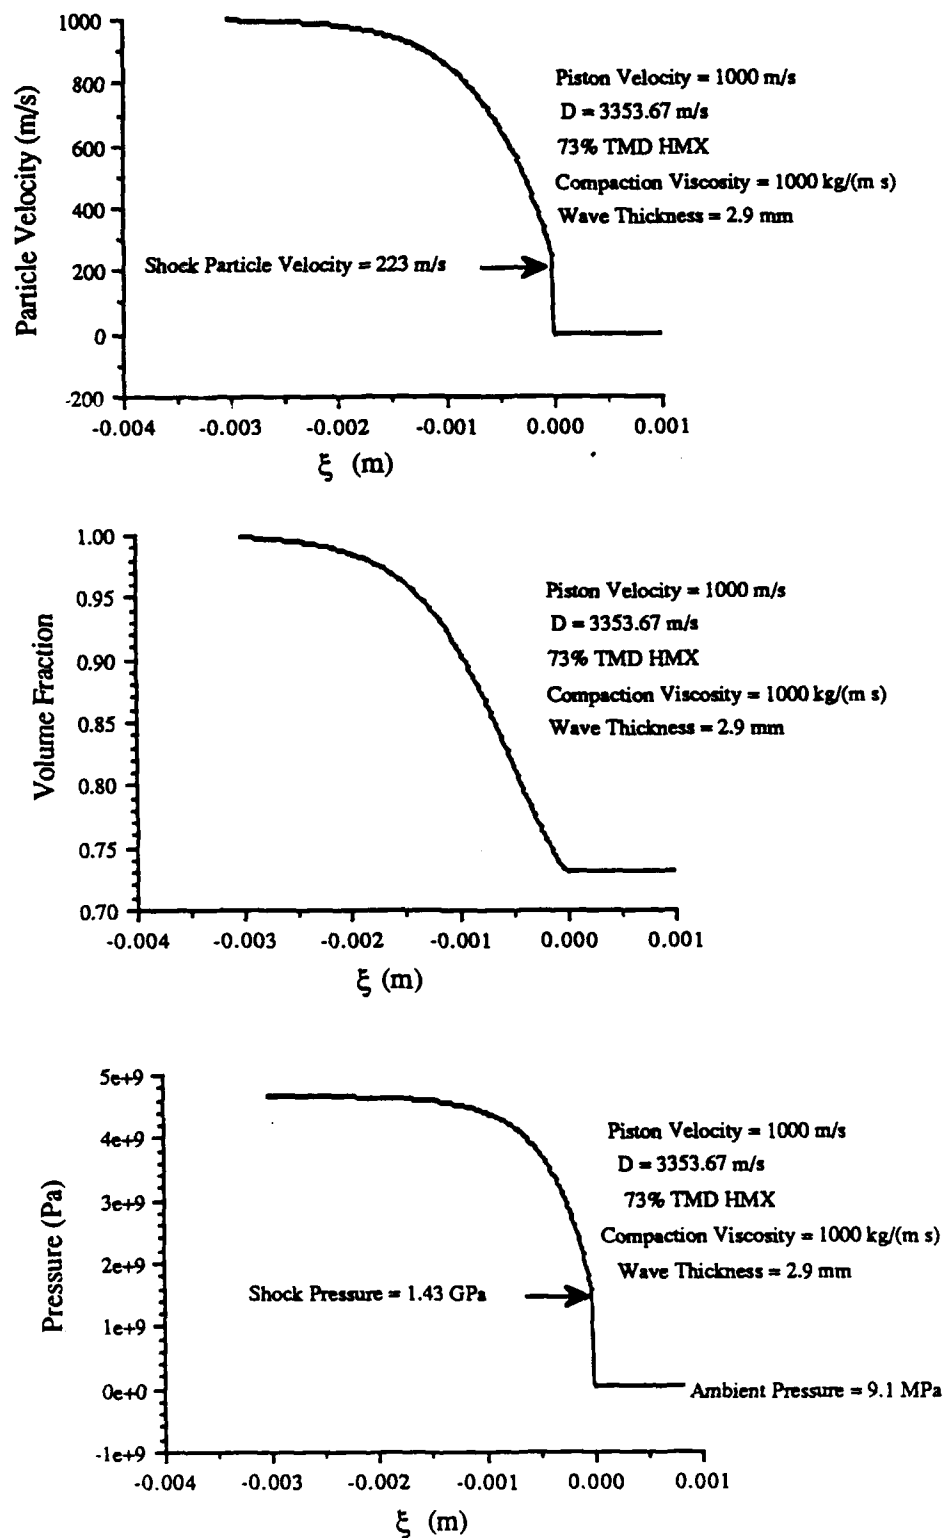 1000
800
600
400
200
0
-200
Particle Velocity (m/s)
Piston Velocity = 1000 m/s
D = 3353.67 m/s
73% TMD HMX
Compaction Viscosity = 1000 kg/(m s)
Wave Thickness = 2.9 mm
Shock Particle Velocity = 223 m/s
-0.004 -0.003 -0.002 -0.001 0.000 0.001
ξ (m)
1.00
0.95
0.90
0.85
0.80
0.75
0.70
Volume Fraction
Piston Velocity = 1000 m/s
D = 3353.67 m/s
73% TMD HMX
Compaction Viscosity = 1000 kg/(m s)
Wave Thickness = 2.9 mm
-0.004 -0.003 -0.002 -0.001 0.000 0.001
ξ (m)
5e+9
4e+9
3e+9
2e+9
1e+9
0e+0
-1e+9
Pressure (Pa)
Piston Velocity = 1000 m/s
D = 3353.67 m/s
73% TMD HMX
Compaction Viscosity = 1000 kg/(m s)
Wave Thickness = 2.9 mm
Shock Pressure = 1.43 GPa
Ambient Pressure = 9.1 MPa
-0.004 -0.003 -0.002 -0.001 0.000 0.001
ξ (m)